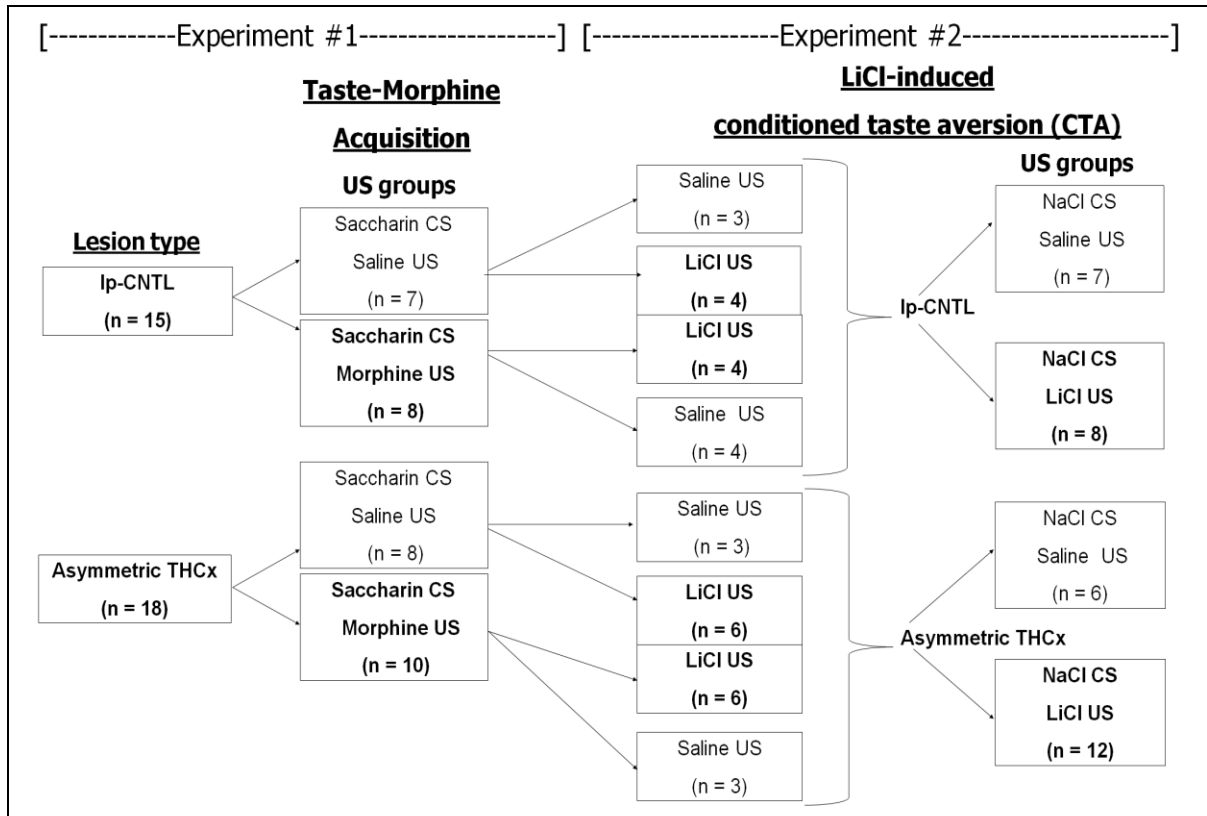 [-------------Experiment #1--------------------] [-------------------Experiment #2---------------------]
Taste-Morphine
Acquisition
US groups
LiCl-induced
conditioned taste aversion (CTA)
US groups
Lesion type
Ip-CNTL
(n = 15)
Saccharin CS
Saline US
(n = 7)
Saccharin CS
Morphine US
(n = 8)
Saline US
(n = 3)
LiCl US
(n = 4)
LiCl US
(n = 4)
Saline US
(n = 4)
Ip-CNTL
NaCl CS
Saline US
(n = 7)
NaCl CS
LiCl US
(n = 8)
Asymmetric THCx
(n = 18)
Saccharin CS
Saline US
(n = 8)
Saccharin CS
Morphine US
(n = 10)
Saline US
(n = 3)
LiCl US
(n = 6)
LiCl US
(n = 6)
Saline US
(n = 3)
Asymmetric THCx
NaCl CS
Saline US
(n = 6)
NaCl CS
LiCl US
(n = 12)